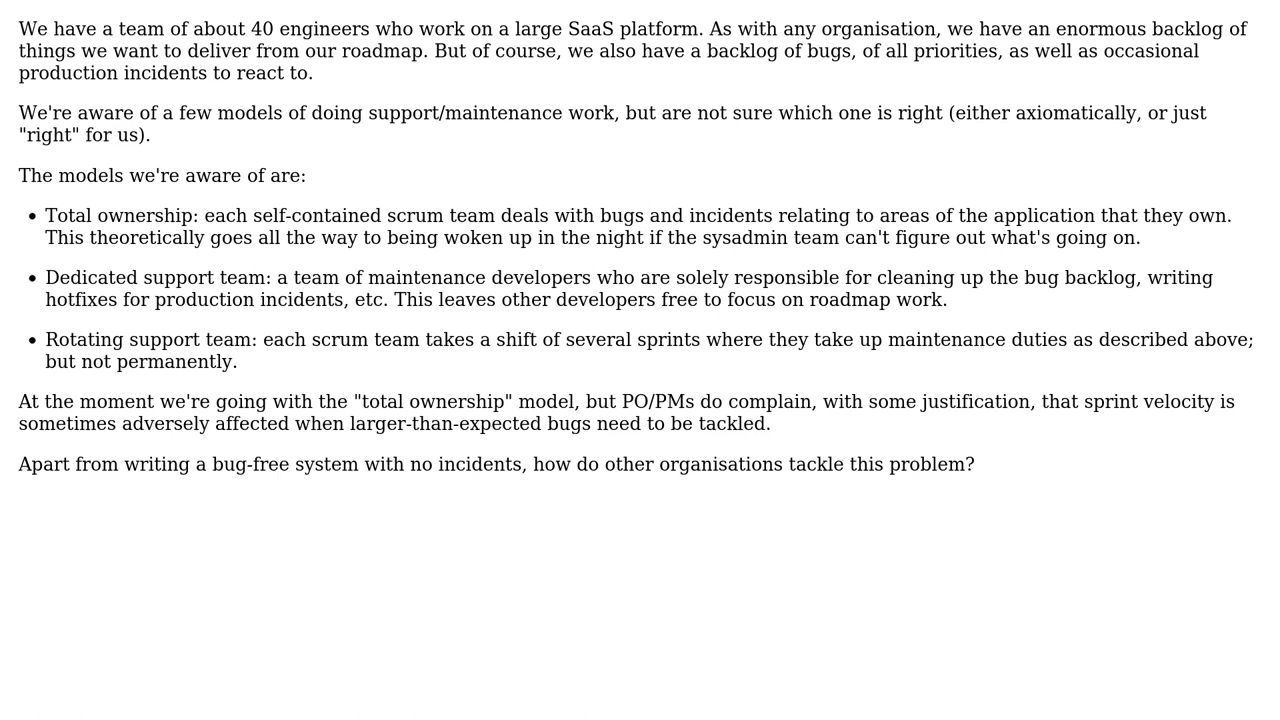 We have a team of about 40 engineers who work on a large SaaS platform. As with any organisation, we have an enormous backlog of
things we want to deliver from our roadmap. But of course, we also have a backlog of bugs, of all priorities, as well as occasional
production incidents to react to.
We're aware of a few models of doing support/maintenance work, but are not sure which one is right (either axiomatically, or just
"right" for us).
The models we're aware of are:
• Total ownership: each self-contained scrum team deals with bugs and incidents relating to areas of the application that they own.
This theoretically goes all the way to being woken up in the night if the sysadmin team can't figure out what's going on.
• Dedicated support team: a team of maintenance developers who are solely responsible for cleaning up the bug backlog, writing
hotfixes for production incidents, etc. This leaves other developers free to focus on roadmap work.
• Rotating support team: each scrum team takes a shift of several sprints where they take up maintenance duties as described above;
but not permanently.
At the moment we're going with the "total ownership" model, but PO/PMs do complain, with some justification, that sprint velocity is
sometimes adversely affected when larger-than-expected bugs need to be tackled.
Apart from writing a bug-free system with no incidents, how do other organisations tackle this problem?